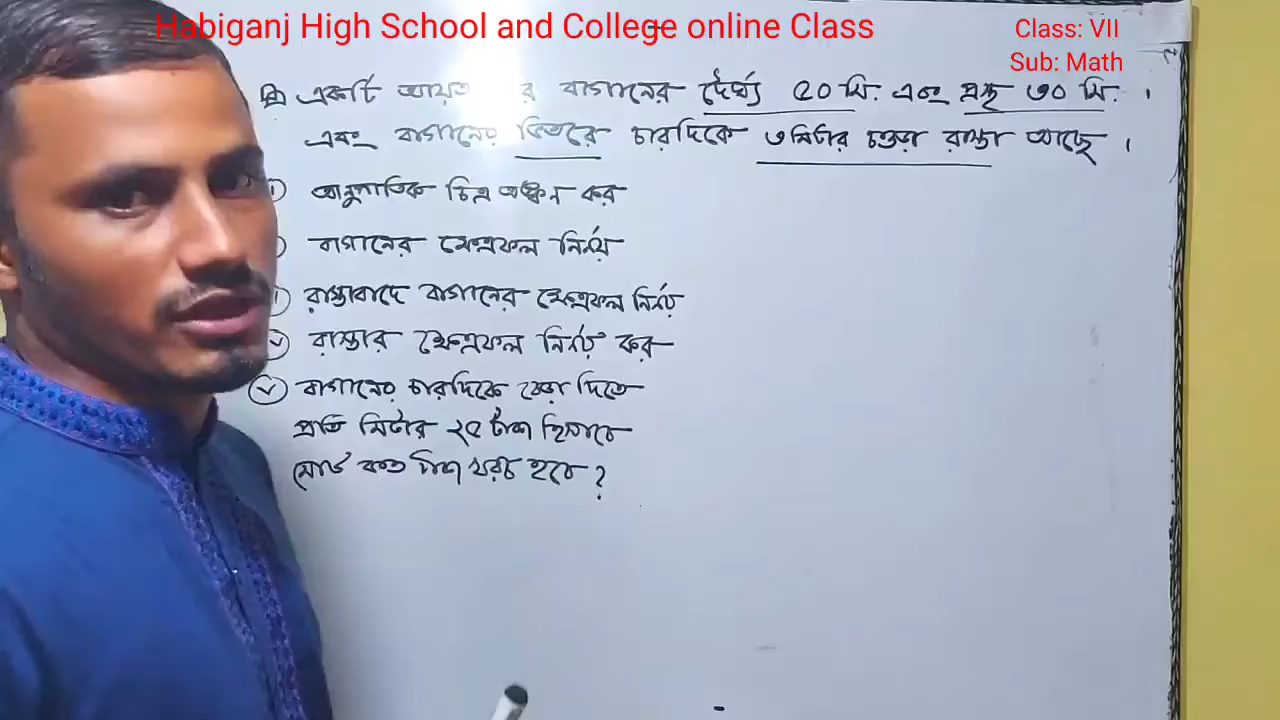 Habiganj High School and College online Class
Class: VII
Sub: Math
একটি আয়ত র বাগানের দৈর্ঘ্য ৫০ মি. এবং প্রস্থ ৩০ মি. ।
এবং বাগানের ভিতরে চারদিকে ৩ মিটার চওড়া রাস্তা আছে ।
আনুপাতিক চিত্র অঙ্কন কর
বাগানের ক্ষেত্রফল নির্ণয়
রাস্তাবাদে বাগানের ক্ষেত্রফল নির্ণয়
রাস্তার ক্ষেত্রফল নির্ণয় কর
v বাগানের চারদিকে বেড়া দিতে
প্রতি মিটার ২৫ টাকা হিসাবে
মোট কত টাকা খরচ হবে ?